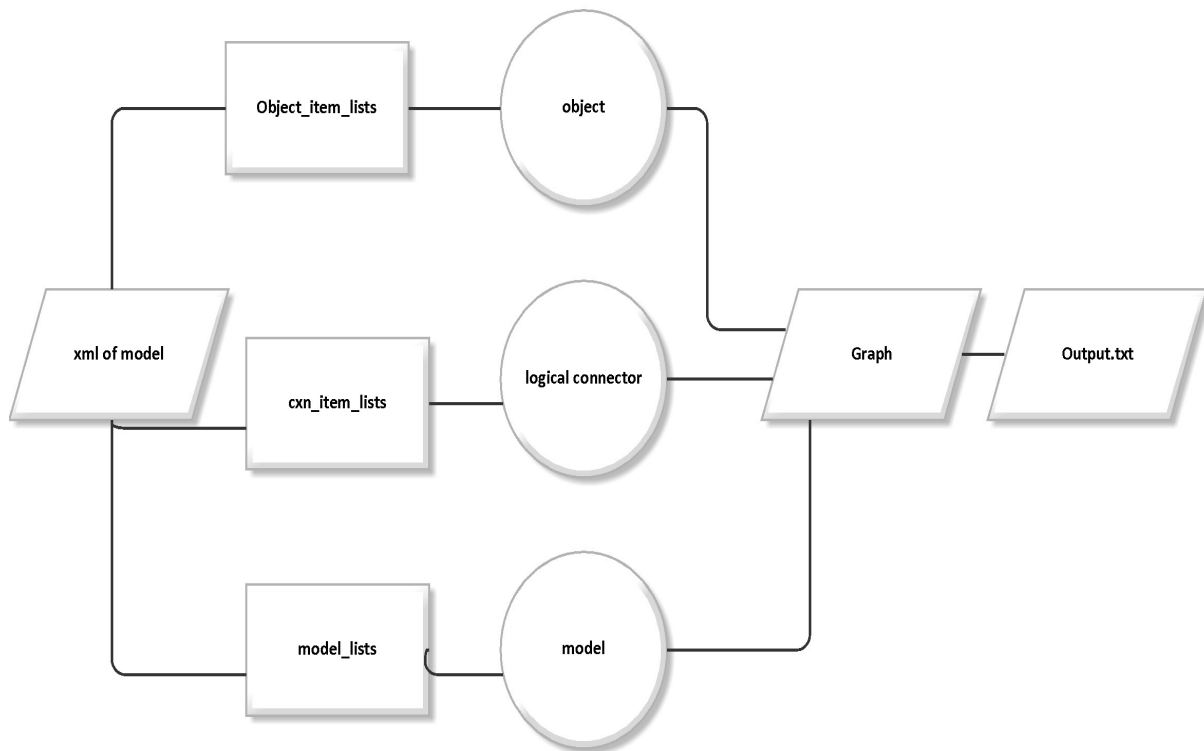 Object_item_lists
object
xml of model
cxn_item_lists
logical connector
Graph
Output.txt
model_lists
model